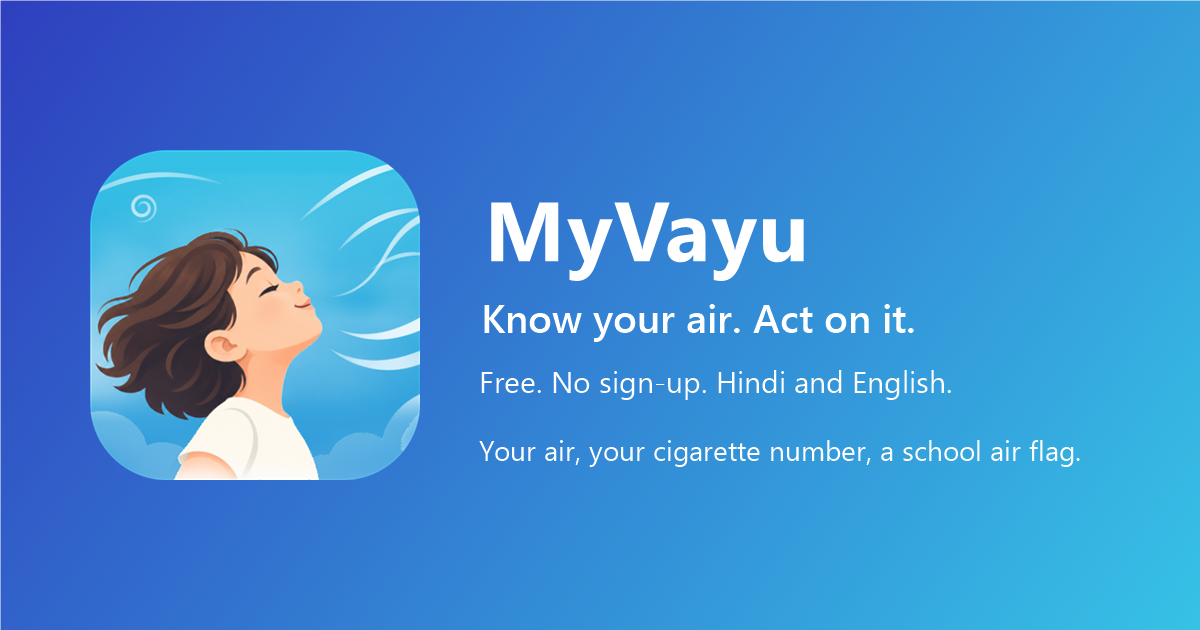 MyVayu
Know your air. Act on it.
Free. No sign-up. Hindi and English.
Your air, your cigarette number, a school air flag.